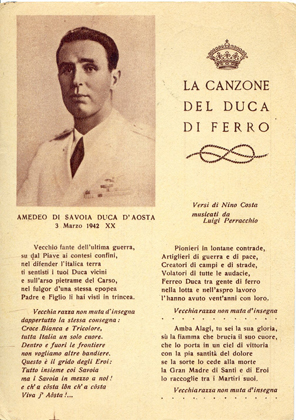 LA CANZONE
DEL DUCA
DI FERRO
Versi di Nino Costa
musicati da
Luigi Perracchio
AMEDEO DI SAVOIA DUCA D'AOSTA
3 Marzo 1942 XX
Vecchio fante dell'ultima guerra,
su dal Piave ai contesi confini,
nel difender l'Italica terra
ti sentisti i tuoi Duca vicini
e sull'arso pietrame del Carso,
nel fulgor d'una stessa epopea
Padre e Figlio li hai visti in trincea.
Vecchia razza non muta d'insegna
dappertutto la stessa consegna:
Croce Bianca e Tricolore,
tutta Italia un solo cuore.
Dentro e fuori le frontiere
non vogliamo altre bandiere.
Questo è il grido degli Eroi:
Tutto insieme coi Savoia
ma i Savoia in mezzo a noi!
e ch'a còsta lòn ch'a còsta
Viva j' Aòsta!...
Pionieri in lontane contrade,
Artiglieri di guerra e di pace,
Creatori di campi e di strade,
Volatori di tutte le audacie,
Ferreo Duca tra gente di ferro
nella lotta e nell'aspro lavoro
l'hanno avuto vent'anni con loro.
Vecchia razza non muta d'insegna
Amba Alagi, tu sei la sua gloria,
sù la fiamma che brucia il suo cuore,
che lo porta in un ciel di vittoria
con la pia santità del dolore
se la sorte lo cede alla morte
la Gran Madre di Santi e di Eroi
lo raccoglie tra i Martiri suoi.
Vecchia razza non muta d'insegna